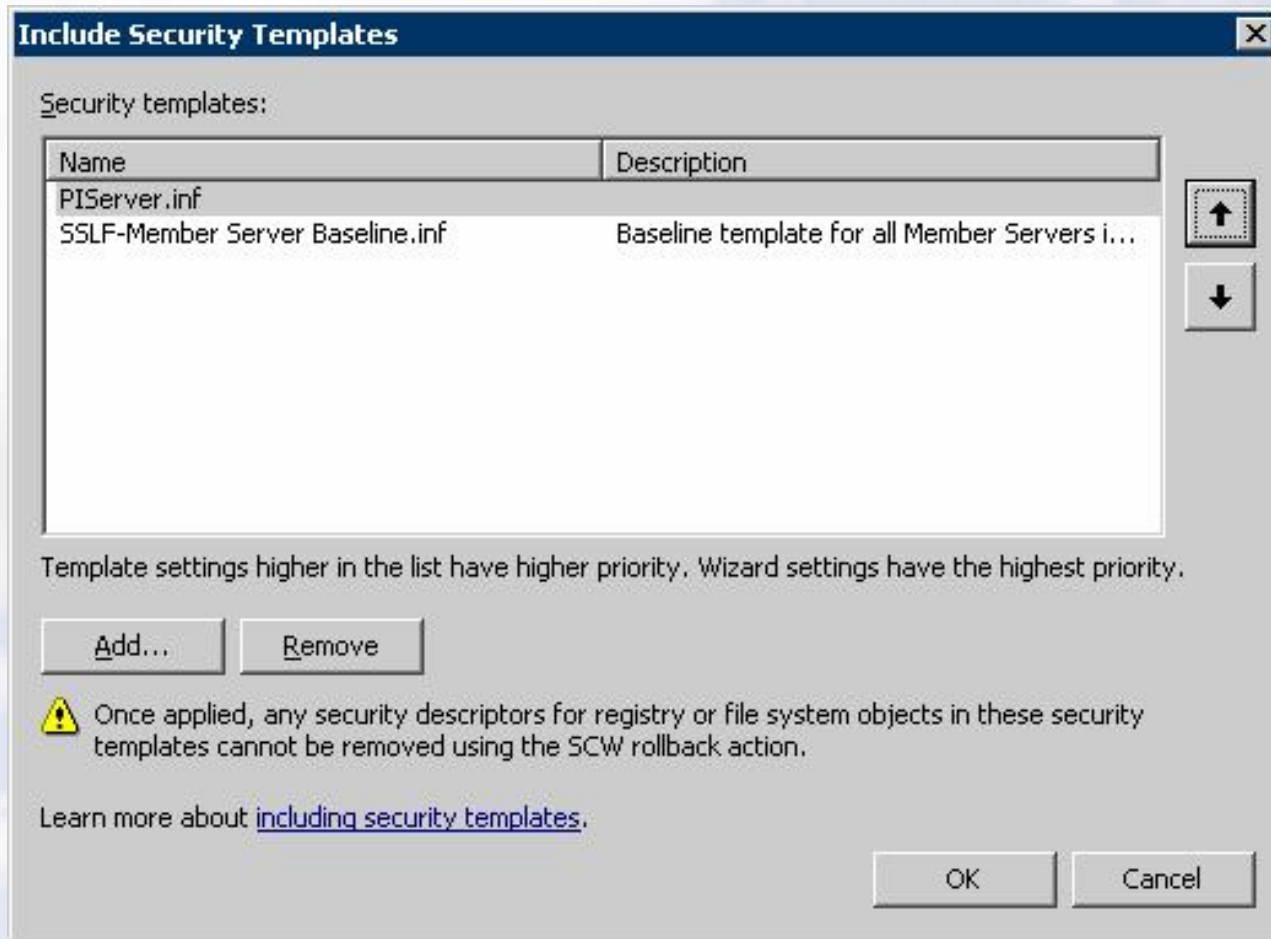 Include Security Templates
Security templates:
Name Description
PIServer.inf
SSLF-Member Server Baseline.inf Baseline template for all Member Servers i...
Template settings higher in the list have higher priority. Wizard settings have the highest priority.
Add... Remove
Once applied, any security descriptors for registry or file system objects in these security
templates cannot be removed using the SCW rollback action.
Learn more about including security templates.
OK Cancel